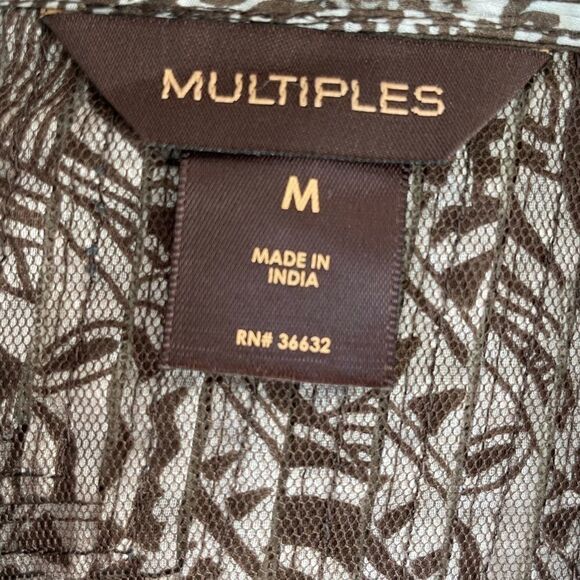 MULTIPLES
M
MADE IN
INDIA
RN# 36632